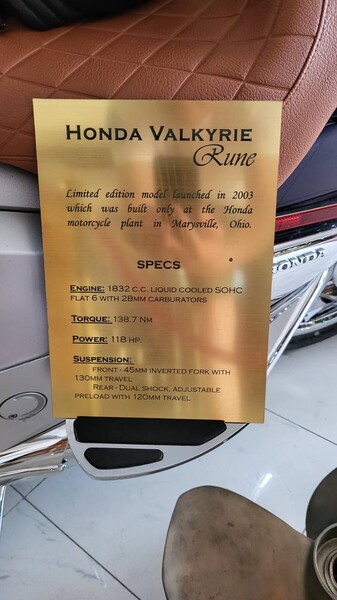 HONDA VALKYRIE
Rune
Limited edition model launched in 2003
which was built only at the Honda
motorcycle plant in Marysville, Ohio.
SPECS
ENGINE: 1832 C.C. LIQUID COOLED SOHC
FLAT 6 WITH 28MM CARBURATORS
TORQUE: 138.7 NM
POWER: 118 HP.
SUSPENSION:
FRONT - 45MM INVERTED FORK WITH
130MM TRAVEL
REAR - DUAL SHOCK, ADJUSTABLE
PRELOAD WITH 120MM TRAVEL
HONDA